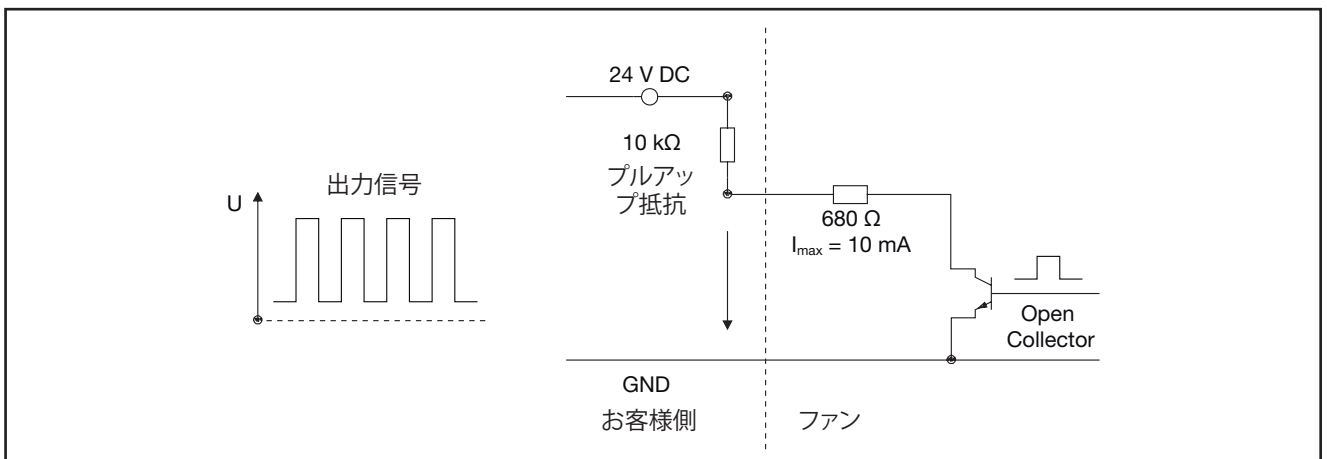 24 V DC
10 kΩ
プルアッ
プ抵抗
出力信号
U
680 Ω
Imax = 10 mA
Open
Collector
GND
お客様側
ファン